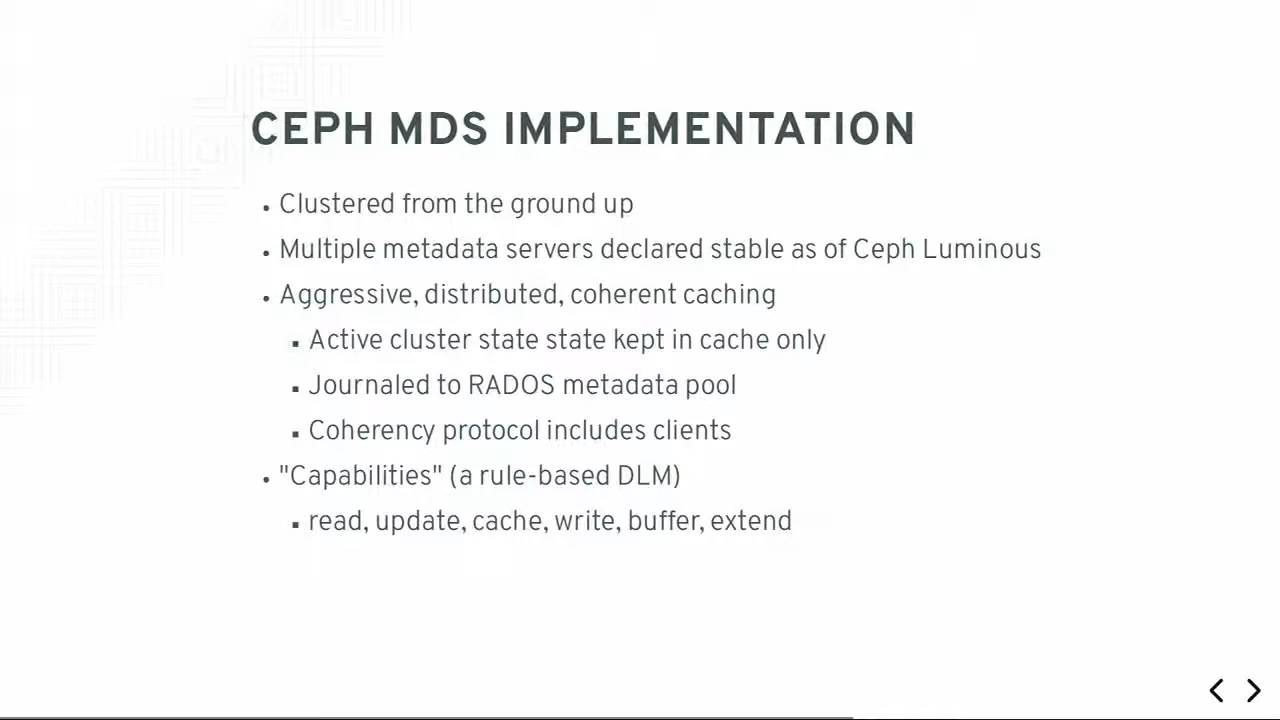 CEPH MDS IMPLEMENTATION
Clustered from the ground up
Multiple metadata servers declared stable as of Ceph Luminous
Aggressive, distributed, coherent caching
Active cluster state state kept in cache only
Journaled to RADOS metadata pool
Coherency protocol includes clients
"Capabilities" (a rule-based DLM)
read, update, cache, write, buffer, extend